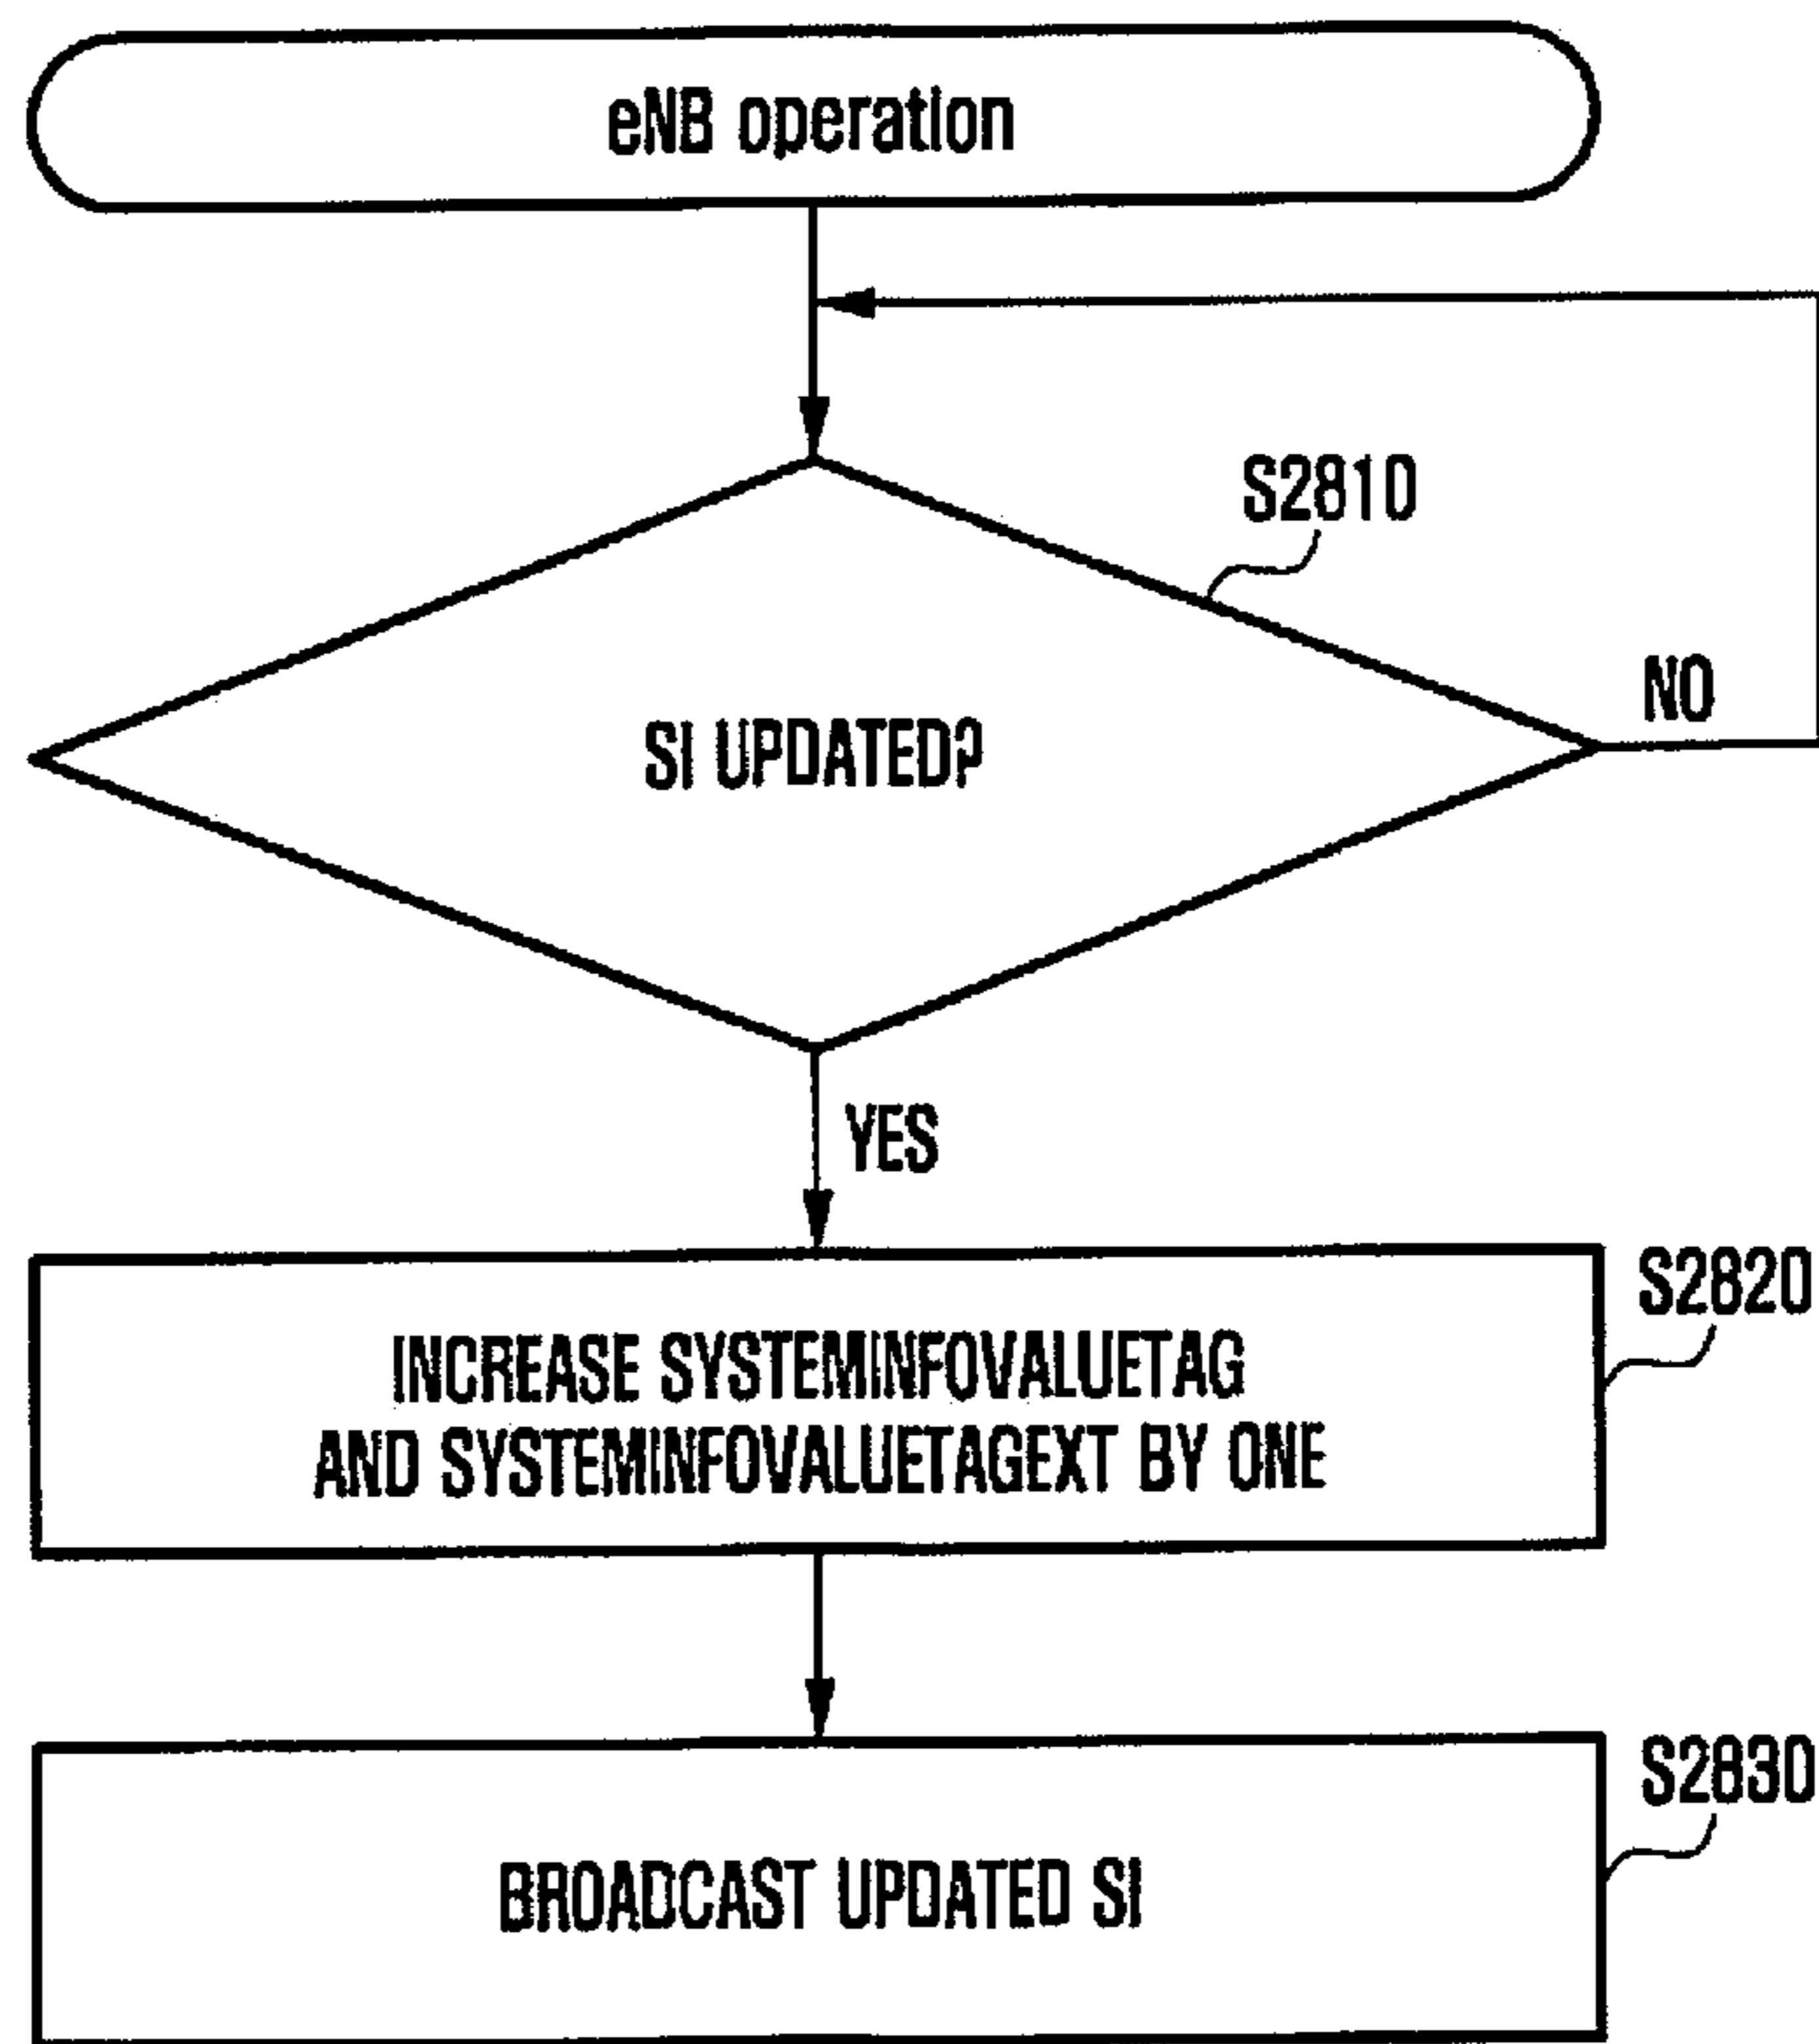 eNB operation
S2810
NO
SI UPDATED?
YES
S2820
INCREASE SYSTEMINFOVALUETAG
AND SYSTEMINFOVALUETAGEXT BY ONE
S2830
BROADCAST UPDATED SI